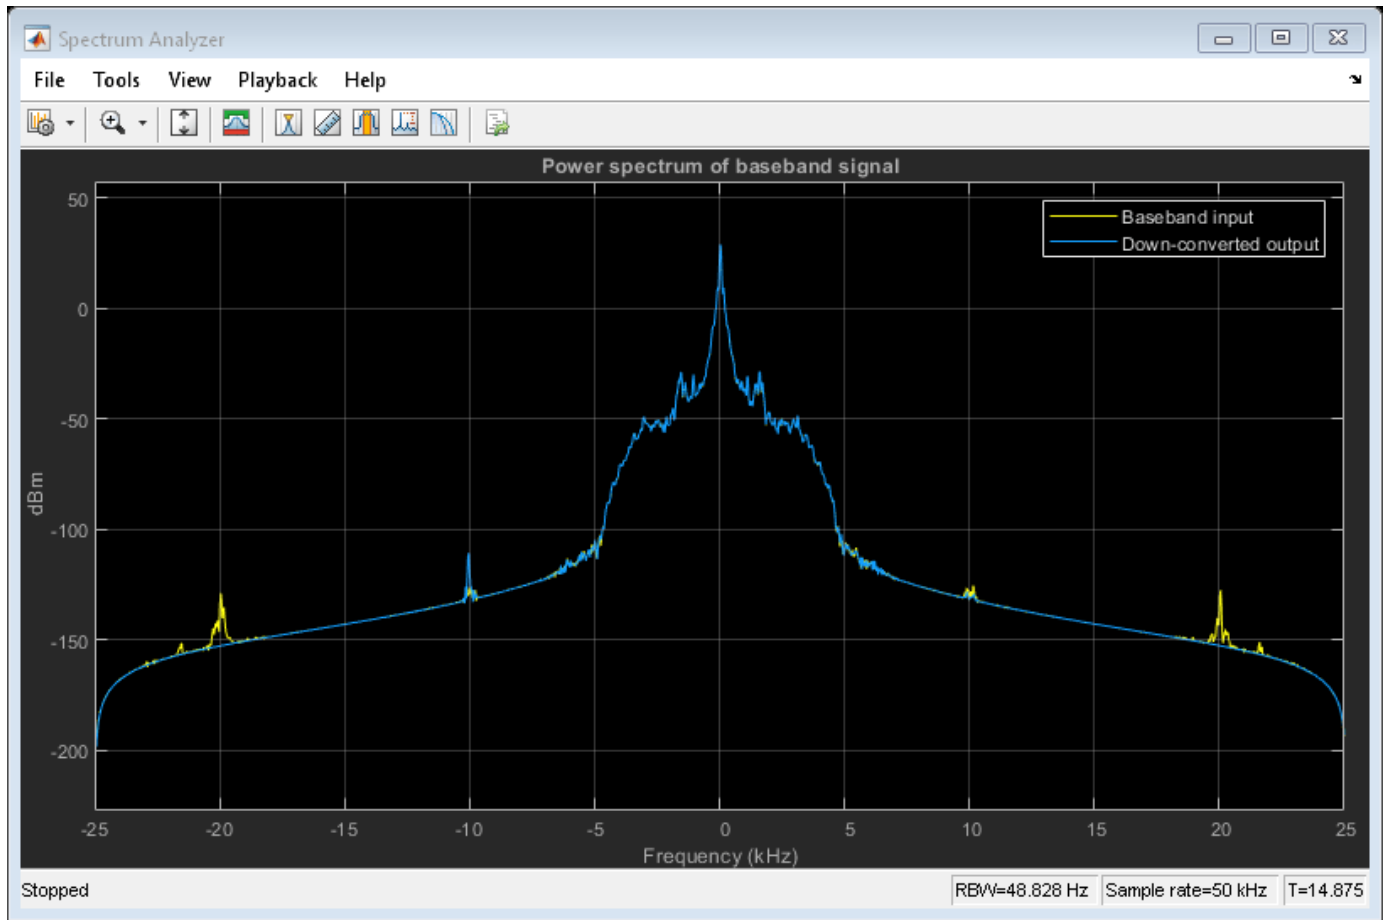 Spectrum Analyzer
File Tools View Playback Help
Power spectrum of baseband signal
50
0
-50
-100
-150
-200
dBm
Baseband input
Down-converted output
-25 -20 -15 -10 -5 0 5 10 15 20 25
Frequency (kHz)
Stopped RBW=48.828 Hz Sample rate=50 kHz T=14.875